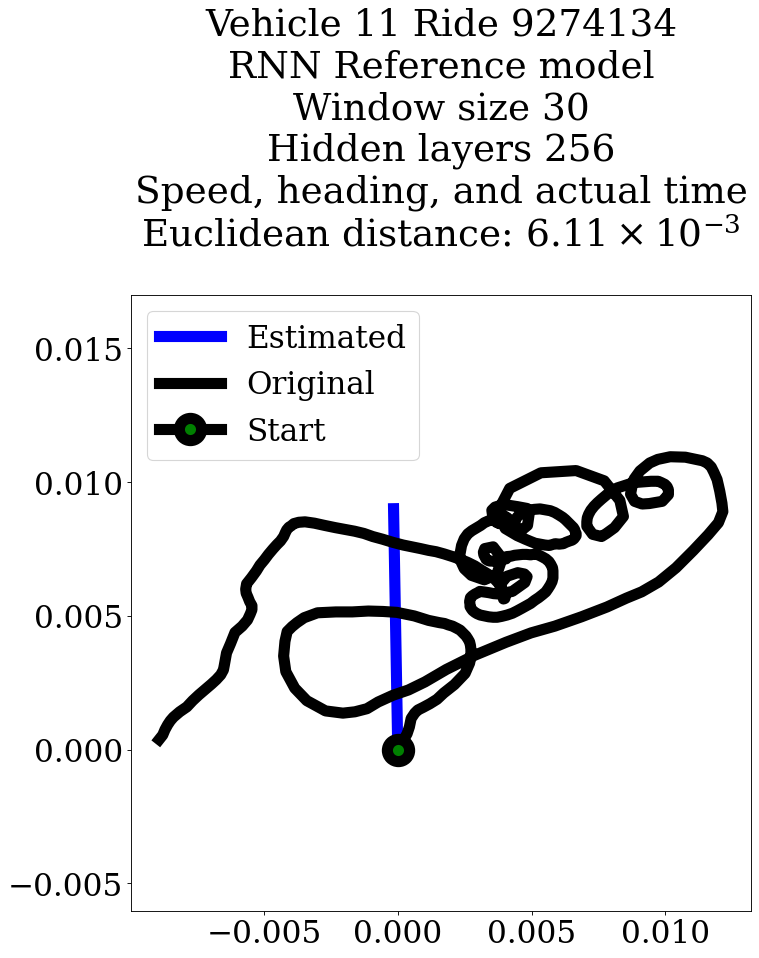 Vehicle 11 Ride 9274134
RNN Reference model
Window size 30
Hidden layers 256
Speed, heading, and actual time
Euclidean distance: 6.11 × 10⁻³
Estimated
Original
Start
0.015
0.010
0.005
0.000
−0.005
−0.005 0.000 0.005 0.010